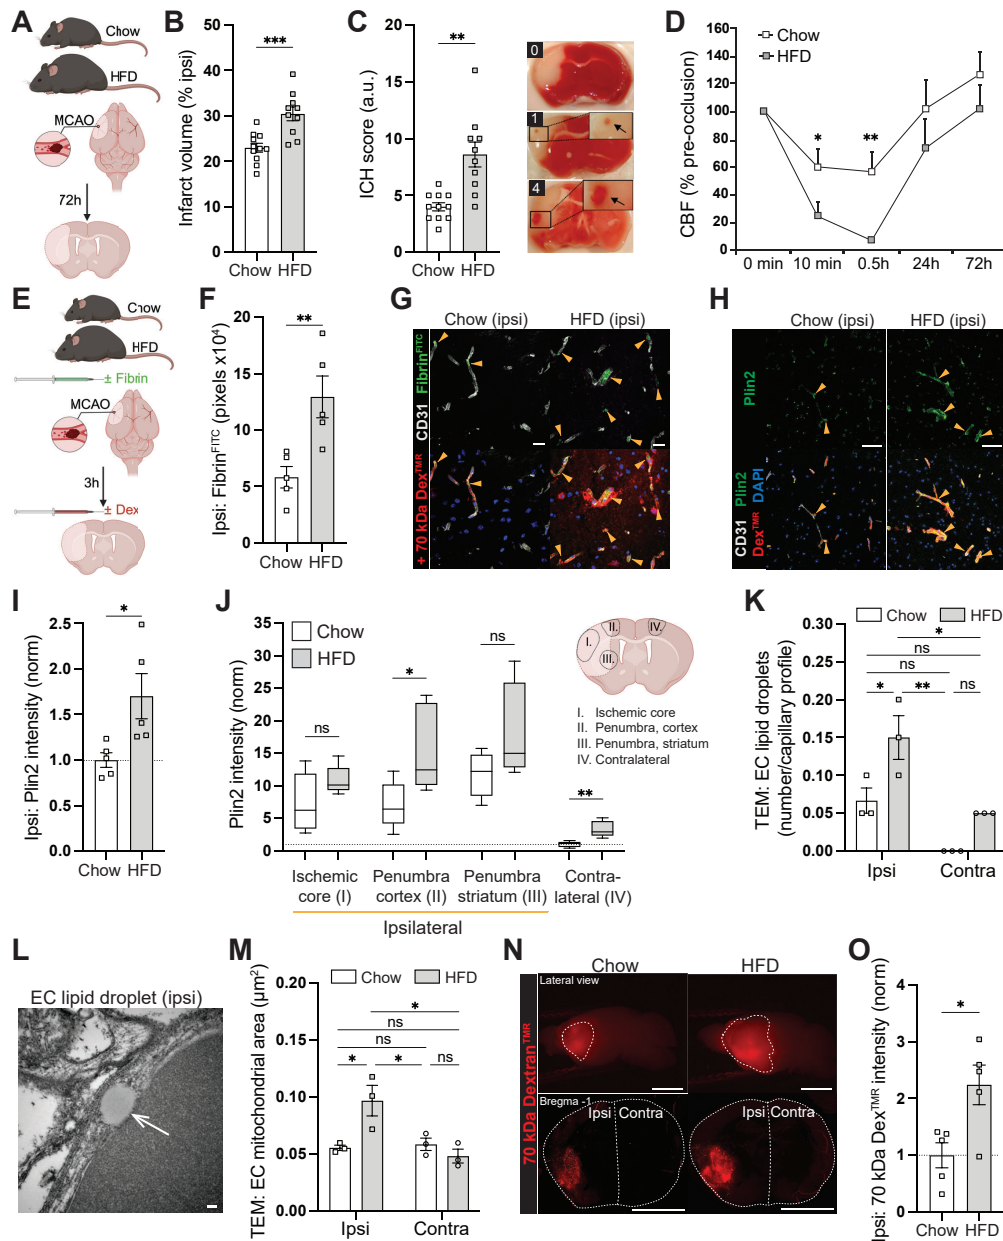 A
Chow
HFD
MCAO
72h
B
Infarct volume (% ipsi)
50
40
30
20
10
0
***
Chow HFD
C
ICH score (a.u.)
20
15
10
5
0
**
Chow HFD
0
1
4
D
CBF (% pre-occlusion)
160
140
120
100
80
60
40
20
0
Chow
HFD
*
**
0 min 10 min 0.5h 24h 72h
E
Chow
HFD
± Fibrin
MCAO
3h
± Dex
F
Ipsi: Fibrin^FITC (pixels x10⁴)
20
15
10
5
0
**
Chow HFD
G
Chow (ipsi) HFD (ipsi)
CD31 Fibrin^FITC
+ 70 kDa Dex^TMR
H
Chow (ipsi) HFD (ipsi)
Plin2
CD31 Plin2
Dex^TMR DAPI
I
Ipsi: Plin2 intensity (norm)
2.5
2.0
1.5
1.0
0.5
0.0
*
Chow HFD
J
Plin2 intensity (norm)
35
30
25
20
15
10
5
0
Chow
HFD
ns
*
ns
**
Ischemic core (I)
Penumbra cortex (II)
Penumbra striatum (III)
Contra-lateral (IV)
Ipsilateral
I.
II.
III.
IV.
I. Ischemic core
II. Penumbra, cortex
III. Penumbra, striatum
IV. Contralateral
K
Chow HFD
TEM: EC lipid droplets
(number/capillary profile)
0.30
0.25
0.20
0.15
0.10
0.05
0.00
*
ns
ns
* ** ns
Ipsi Contra
L
EC lipid droplet (ipsi)
M
TEM: EC mitochondrial area (µm²)
0.20
0.15
0.10
0.05
0.00
Chow HFD
*
ns
ns
* * ns
Ipsi Contra
N
Chow HFD
70 kDa Dextran^TMR
Lateral view
Bregma -1
Ipsi Contra
Ipsi Contra
O
Ipsi: 70 kDa Dex^TMR intensity (norm)
4
3
2
1
0
*
Chow HFD